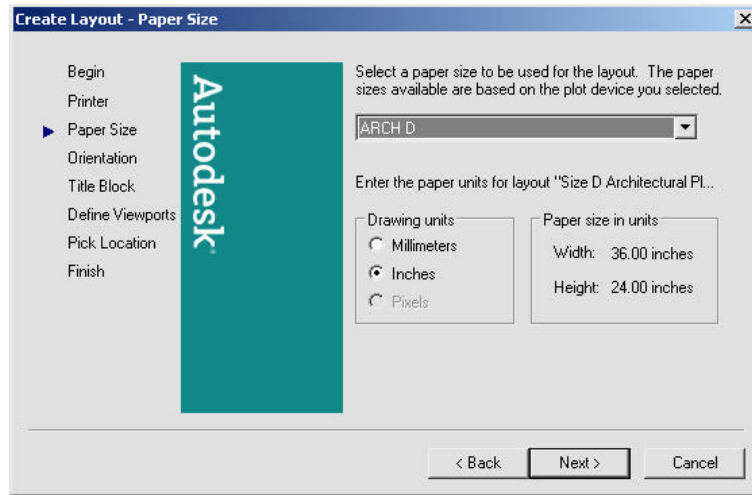 Create Layout - Paper Size
Begin
Printer
Paper Size
Orientation
Title Block
Define Viewports
Pick Location
Finish
Autodesk
Select a paper size to be used for the layout. The paper
sizes available are based on the plot device you selected.
ARCH D
Enter the paper units for layout "Size D Architectural Pl...
Drawing units
Millimeters
Inches
Pixels
Paper size in units
Width: 36.00 inches
Height: 24.00 inches
< Back
Next >
Cancel